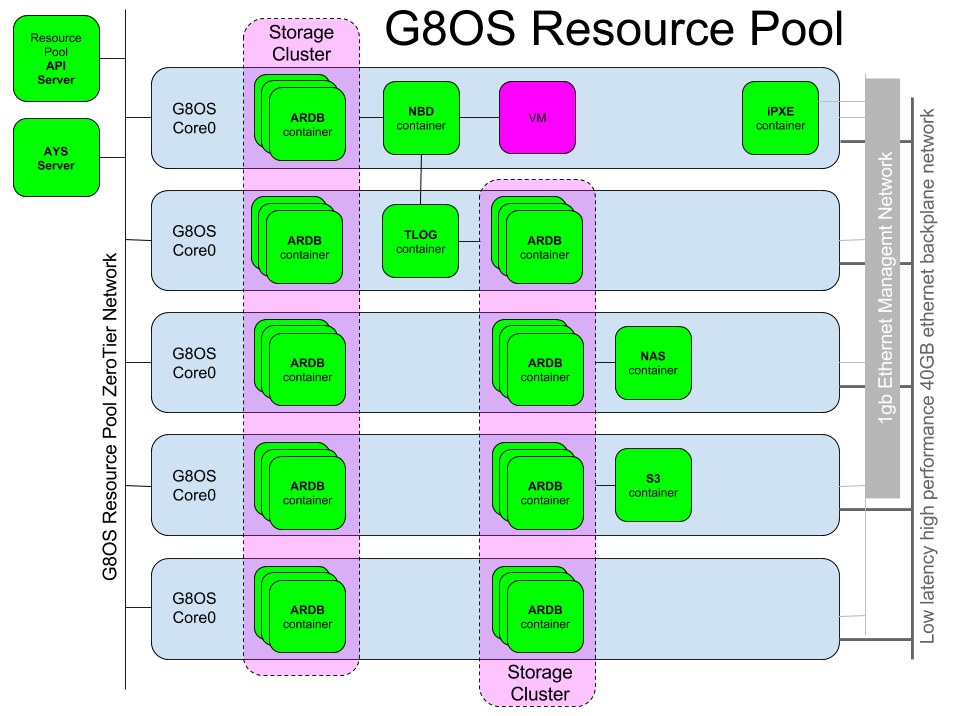 G8OS Resource Pool
Resource
Pool
API
Server
AYS
Server
G8OS Resource Pool ZeroTier Network
Storage
Cluster
G8OS
Core0
ARDB
container
NBD
container
VM
iPXE
container
G8OS
Core0
ARDB
container
TLOG
container
ARDB
container
G8OS
Core0
ARDB
container
ARDB
container
NAS
container
G8OS
Core0
ARDB
container
ARDB
container
S3
container
G8OS
Core0
ARDB
container
ARDB
container
Storage
Cluster
1gb Ethernet Managemt Network
Low latency high performance 40GB ethernet backplane network